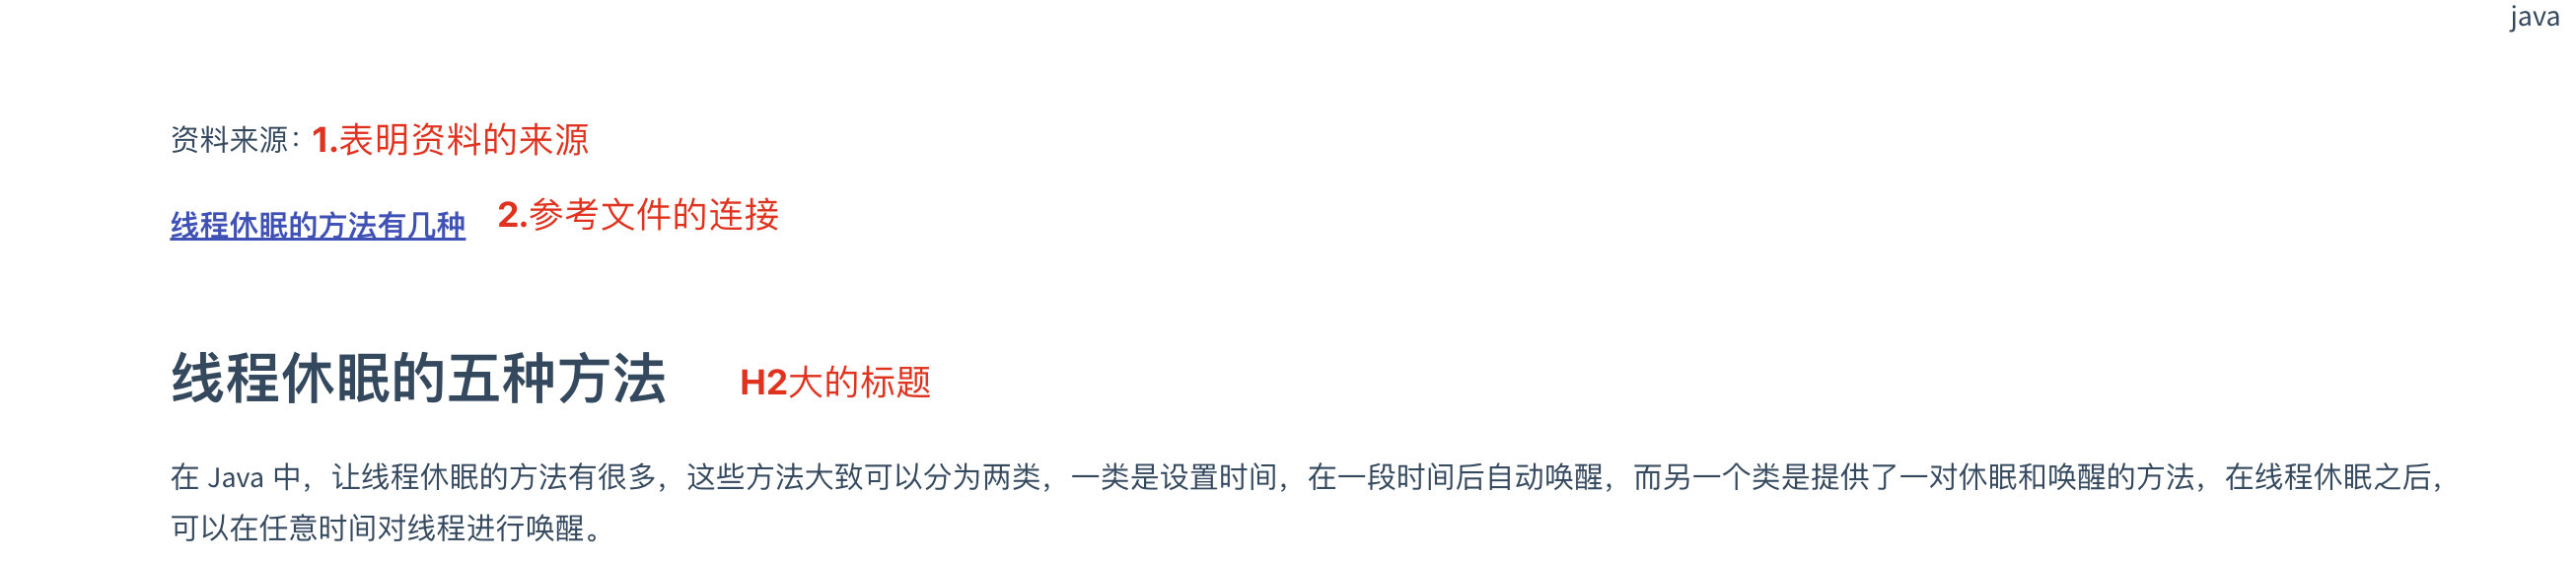 java
资料来源：1.表明资料的来源
线程休眠的方法有几种 2.参考文件的连接
线程休眠的五种方法 H2大的标题
在 Java 中，让线程休眠的方法有很多，这些方法大致可以分为两类，一类是设置时间，在一段时间后自动唤醒，而另一个类是提供了一对休眠和唤醒的方法，在线程休眠之后，
可以在任意时间对线程进行唤醒。